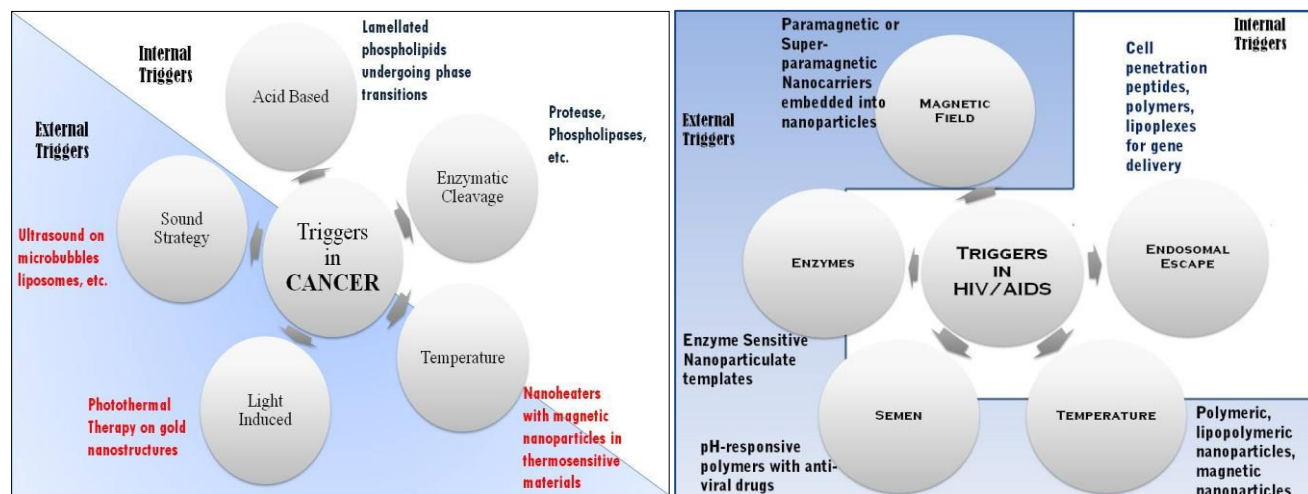 Internal
Triggers
Acid Based
Lamellated
phospholipids
undergoing phase
transitions
External
Triggers
Protease,
Phospholipases,
etc.
Enzymatic
Cleavage
Sound
Strategy
Ultrasound on
microbubbles
liposomes, etc.
Triggers
in
CANCER
Temperature
Light
Induced
Photothermal
Therapy on gold
nanostructures
Nanoheaters
with magnetic
nanoparticles in
thermosensitive
materials
Paramagnetic or
Super-
paramagnetic
Nanocarriers
embedded into
nanoparticles
External
Triggers
Magnetic
Field
Internal
Triggers
Cell
penetration
peptides,
polymers,
lipoplexes
for gene
delivery
Enzymes
Triggers
in
HIV/AIDS
Endosomal
Escape
Enzyme Sensitive
Nanoparticulate
templates
Semen
Temperature
pH-responsive
polymers with anti-
viral drugs
Polymeric,
lipopolymeric
nanoparticles,
magnetic
nanoparticles